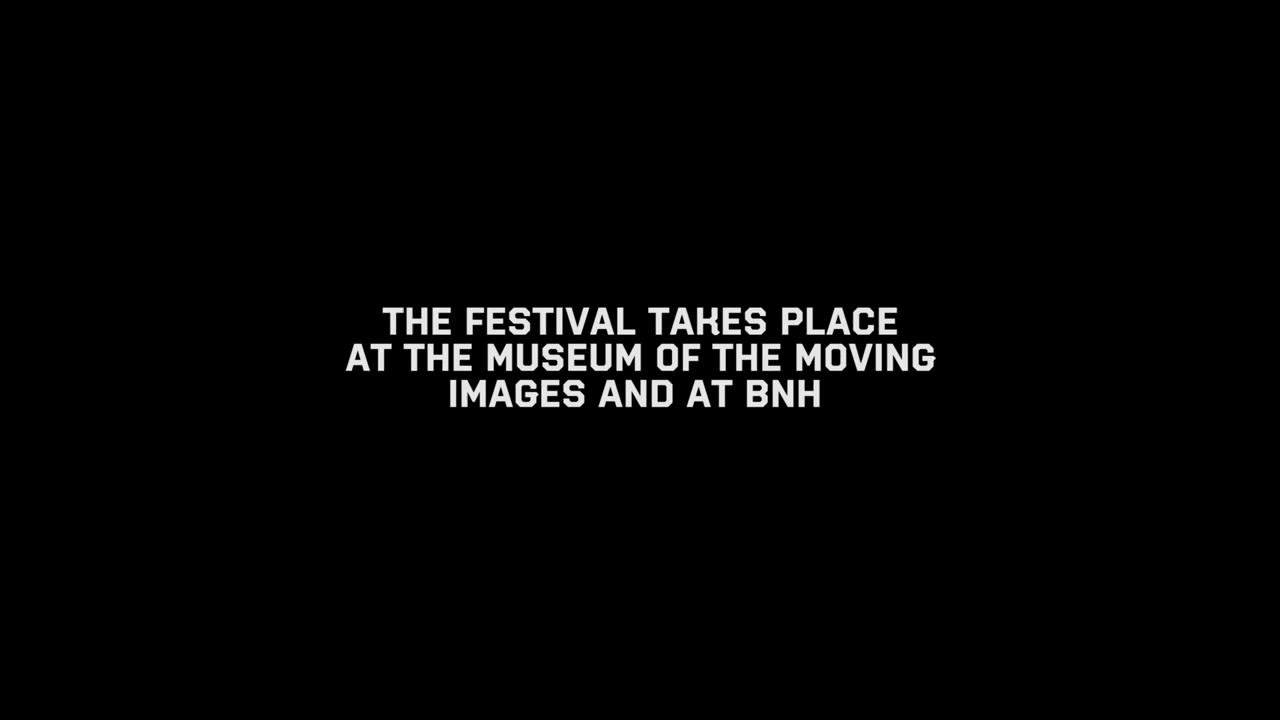 THE FESTIVAL TAKES PLACE
AT THE MUSEUM OF THE MOVING
IMAGES AND AT BNH